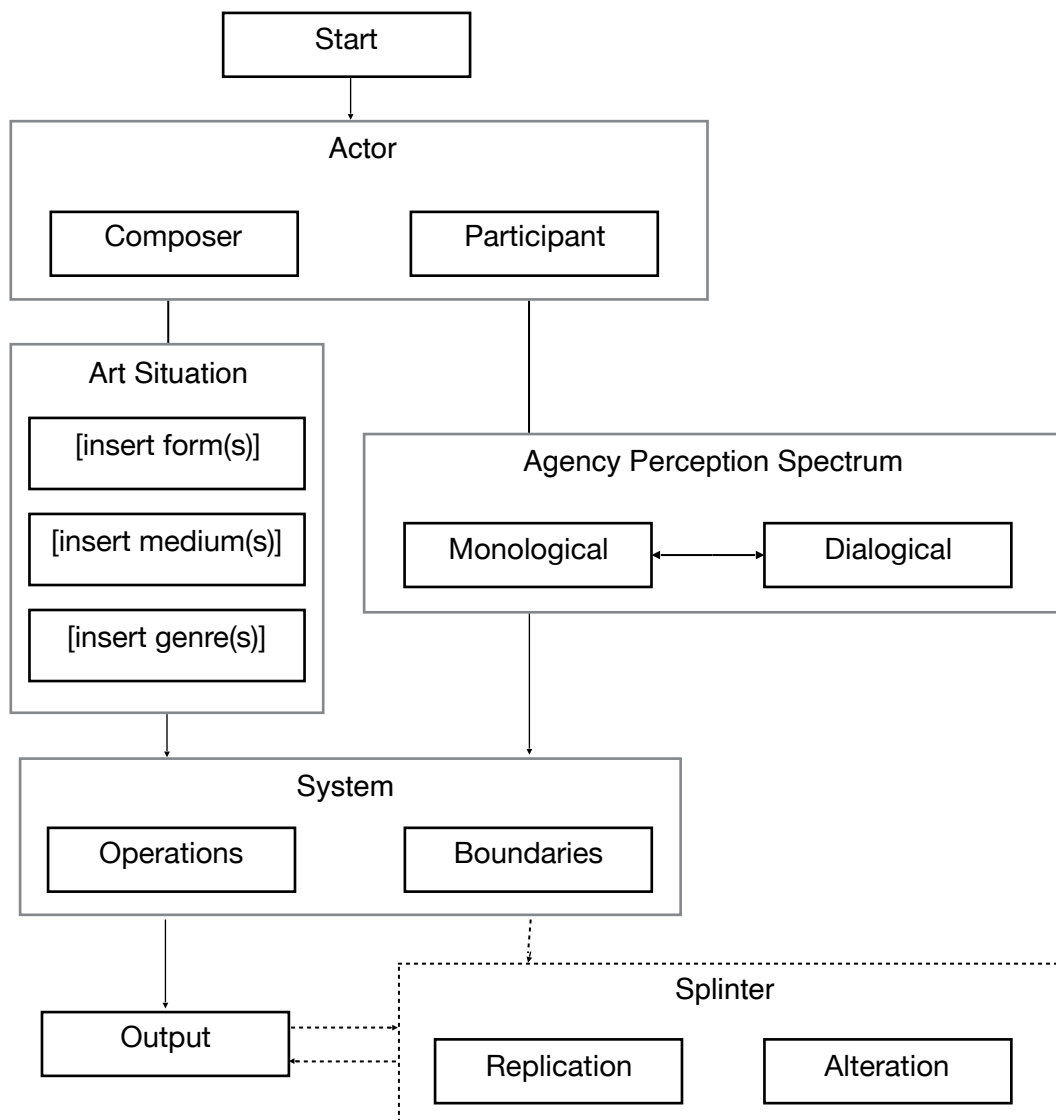 Start
Actor
Composer
Participant
Art Situation
[insert form(s)]
[insert medium(s)]
[insert genre(s)]
Agency Perception Spectrum
Monological
Dialogical
System
Operations
Boundaries
Output
Splinter
Replication
Alteration